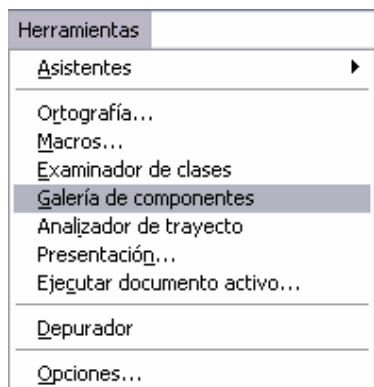 Herramientas
Asistentes
Ortografía...
Macros...
Examinador de clases
Galería de componentes
Analizador de trayecto
Presentación...
Ejecutar documento activo...
Depurador
Opciones...